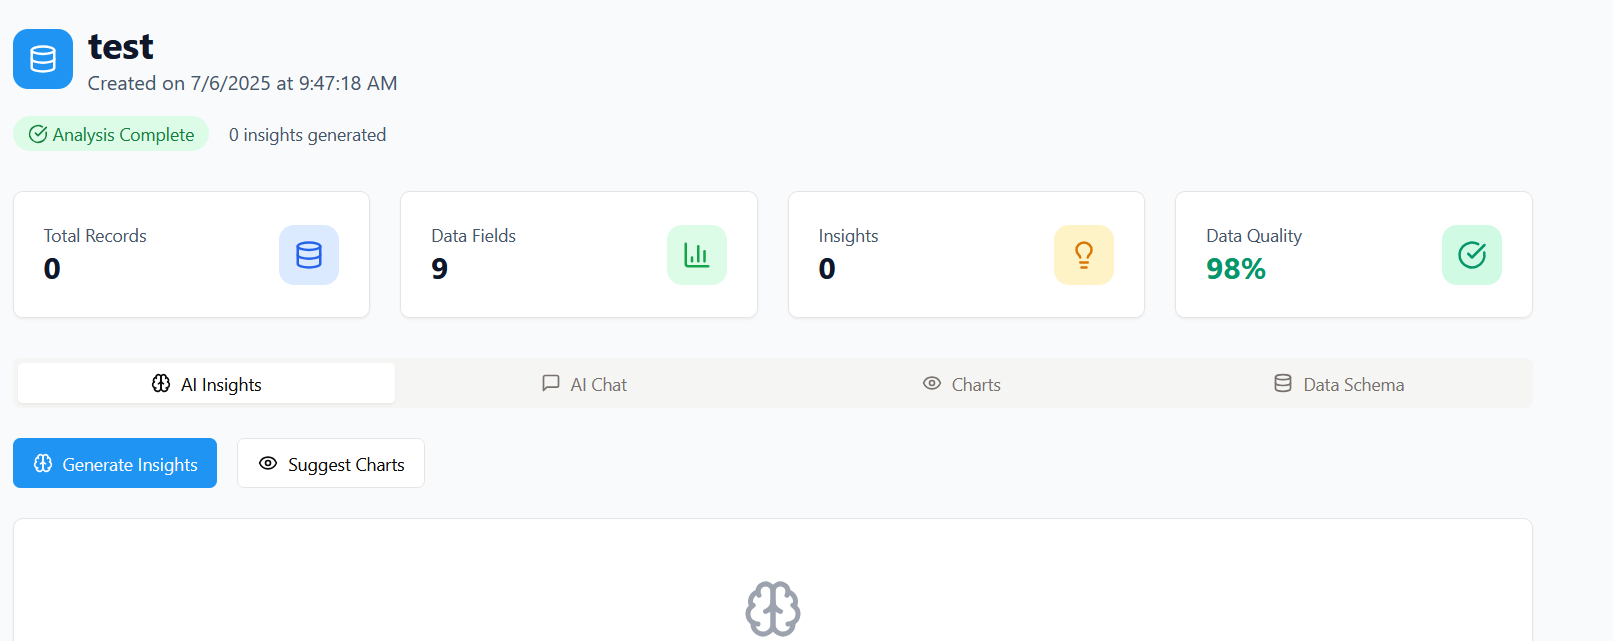 test
Created on 7/6/2025 at 9:47:18 AM
Analysis Complete
0 insights generated
Total Records
0
Data Fields
9
Insights
0
Data Quality
98%
AI Insights
AI Chat
Charts
Data Schema
Generate Insights
Suggest Charts